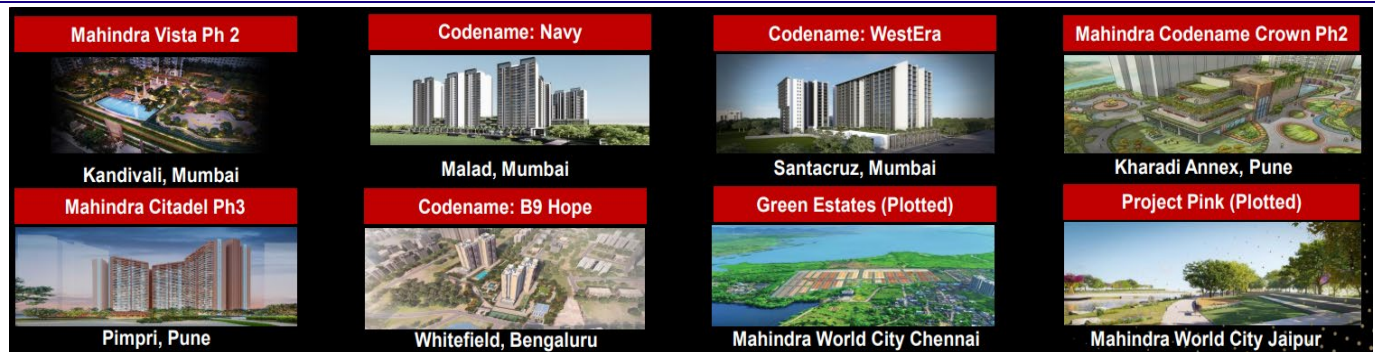 Mahindra Vista Ph 2
Kandivali, Mumbai
Codename: Navy
Malad, Mumbai
Codename: WestEra
Santacruz, Mumbai
Mahindra Codename Crown Ph2
Kharadi Annex, Pune
Mahindra Citadel Ph3
Pimpri, Pune
Codename: B9 Hope
Whitefield, Bengaluru
Green Estates (Plotted)
Mahindra World City Chennai
Project Pink (Plotted)
Mahindra World City Jaipur